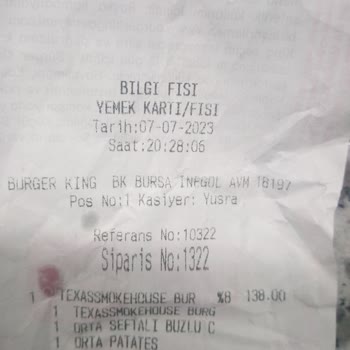 BILGI FISI
YEMEK KARTI/FISI
Tarih:07-07-2023
Saat:20:28:06
BURGER KING BK BURSA INEGOL AVM 18197
Pos No:1 Kasiyer: Yusra
Referans No:10322
Siparis No:1322
1 TEXASSMOKEHOUSE BUR %8 138.00
1 TEXASSMOKEHOUSE BURG
1 ORTA SEFTALI BUZLU C
1 ORTA PATATES